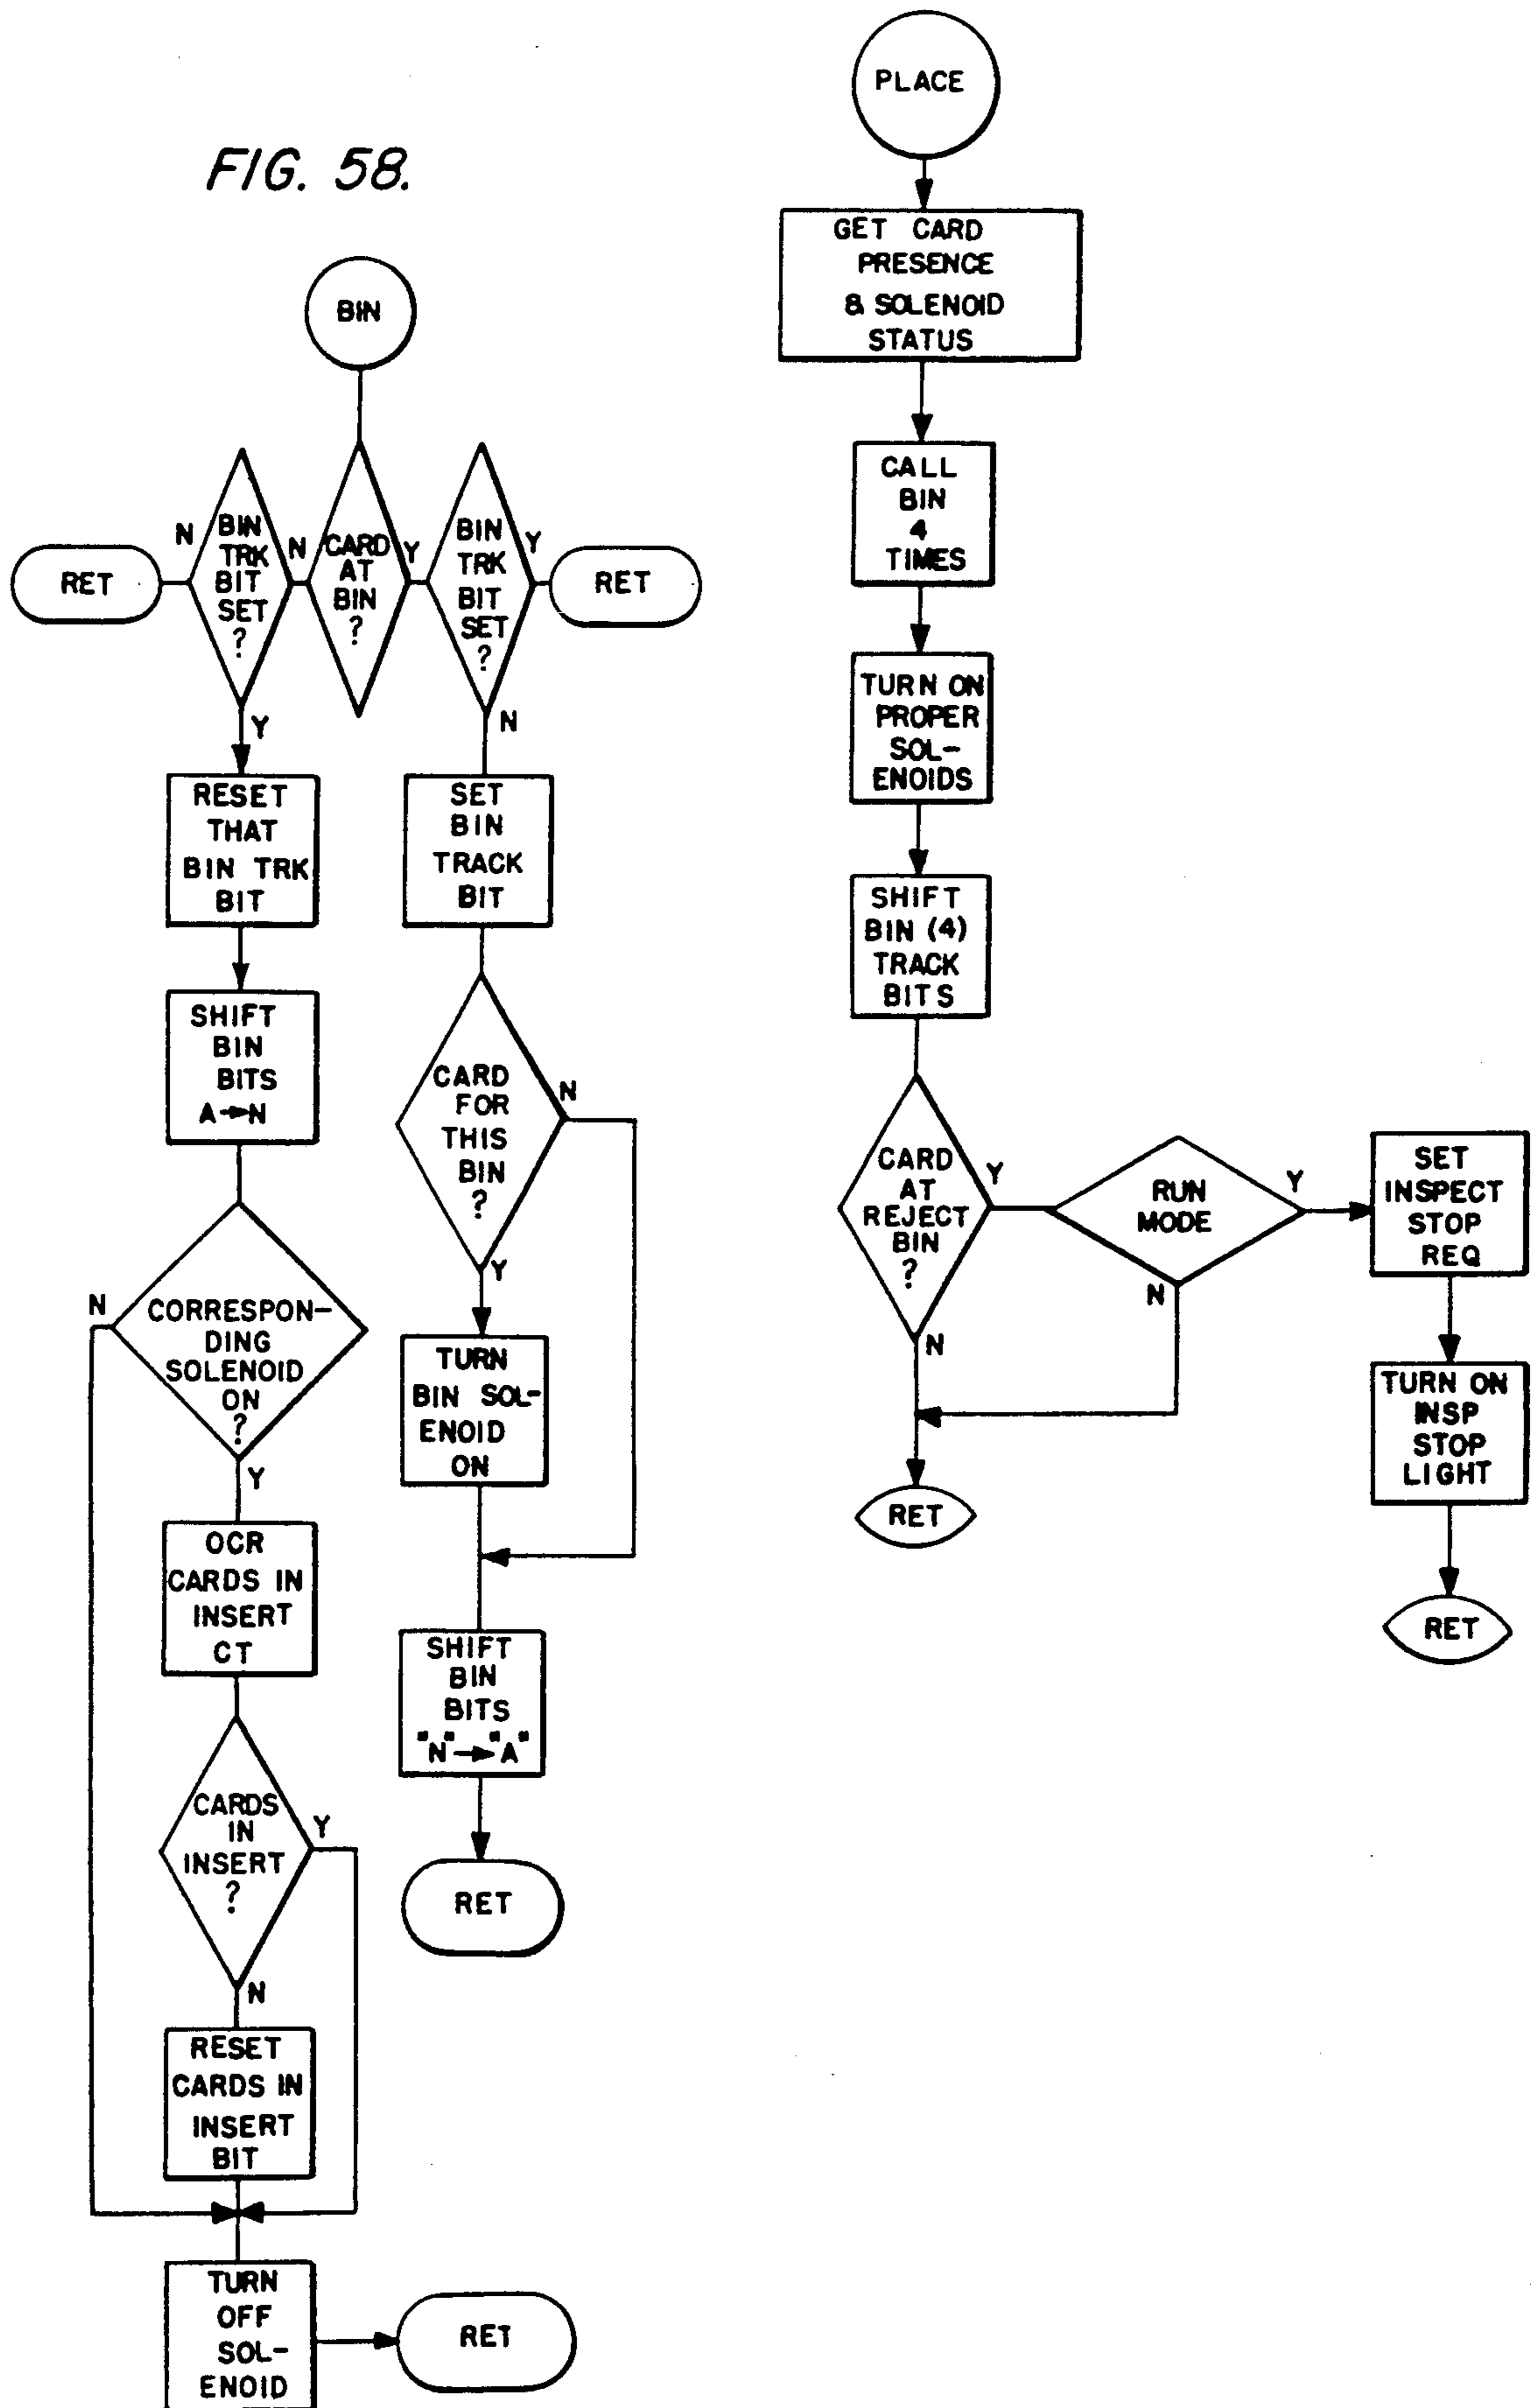 FIG. 58.
BIN
RET
N
BIN
TRK
BIT
SET
?
N
CARD
AT
BIN
?
Y
BIN
TRK
BIT
SET
?
Y
RET
Y
N
RESET
THAT
BIN TRK
BIT
SHIFT
BIN
BITS
A→N
N
CORRESPON-
DING
SOLENOID
ON
?
Y
OCR
CARDS IN
INSERT
CT
CARDS
IN
INSERT
?
Y
N
RESET
CARDS IN
INSERT
BIT
TURN
OFF
SOL-
ENOID
RET
SET
BIN
TRACK
BIT
CARD
FOR
THIS
BIN
?
N
Y
TURN
BIN SOL-
ENOID
ON
SHIFT
BIN
BITS
"N"→"A"
RET
PLACE
GET CARD
PRESENCE
& SOLENOID
STATUS
CALL
BIN
4
TIMES
TURN ON
PROPER
SOL-
ENOIDS
SHIFT
BIN (4)
TRACK
BITS
CARD
AT
REJECT
BIN
?
Y
N
RUN
MODE
Y
N
RET
SET
INSPECT
STOP
REQ
TURN ON
INSP
STOP
LIGHT
RET